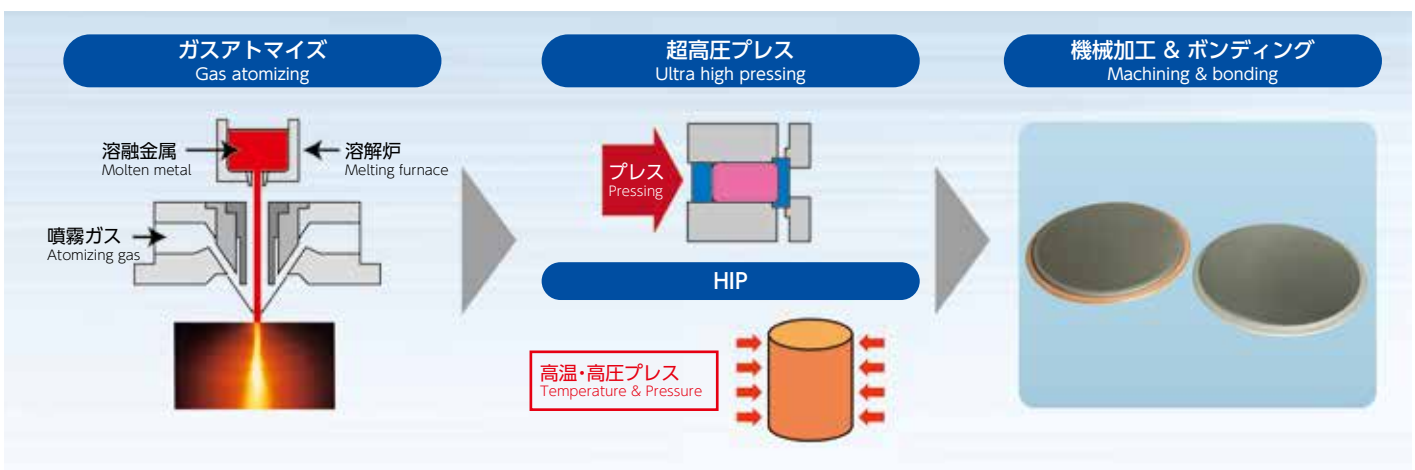 ガスアトマイズ
Gas atomizing
溶融金属
Molten metal
溶解炉
Melting furnace
噴霧ガス
Atomizing gas
超高圧プレス
Ultra high pressing
プレス
Pressing
HIP
高温・高圧プレス
Temperature & Pressure
機械加工 & ボンディング
Machining & bonding